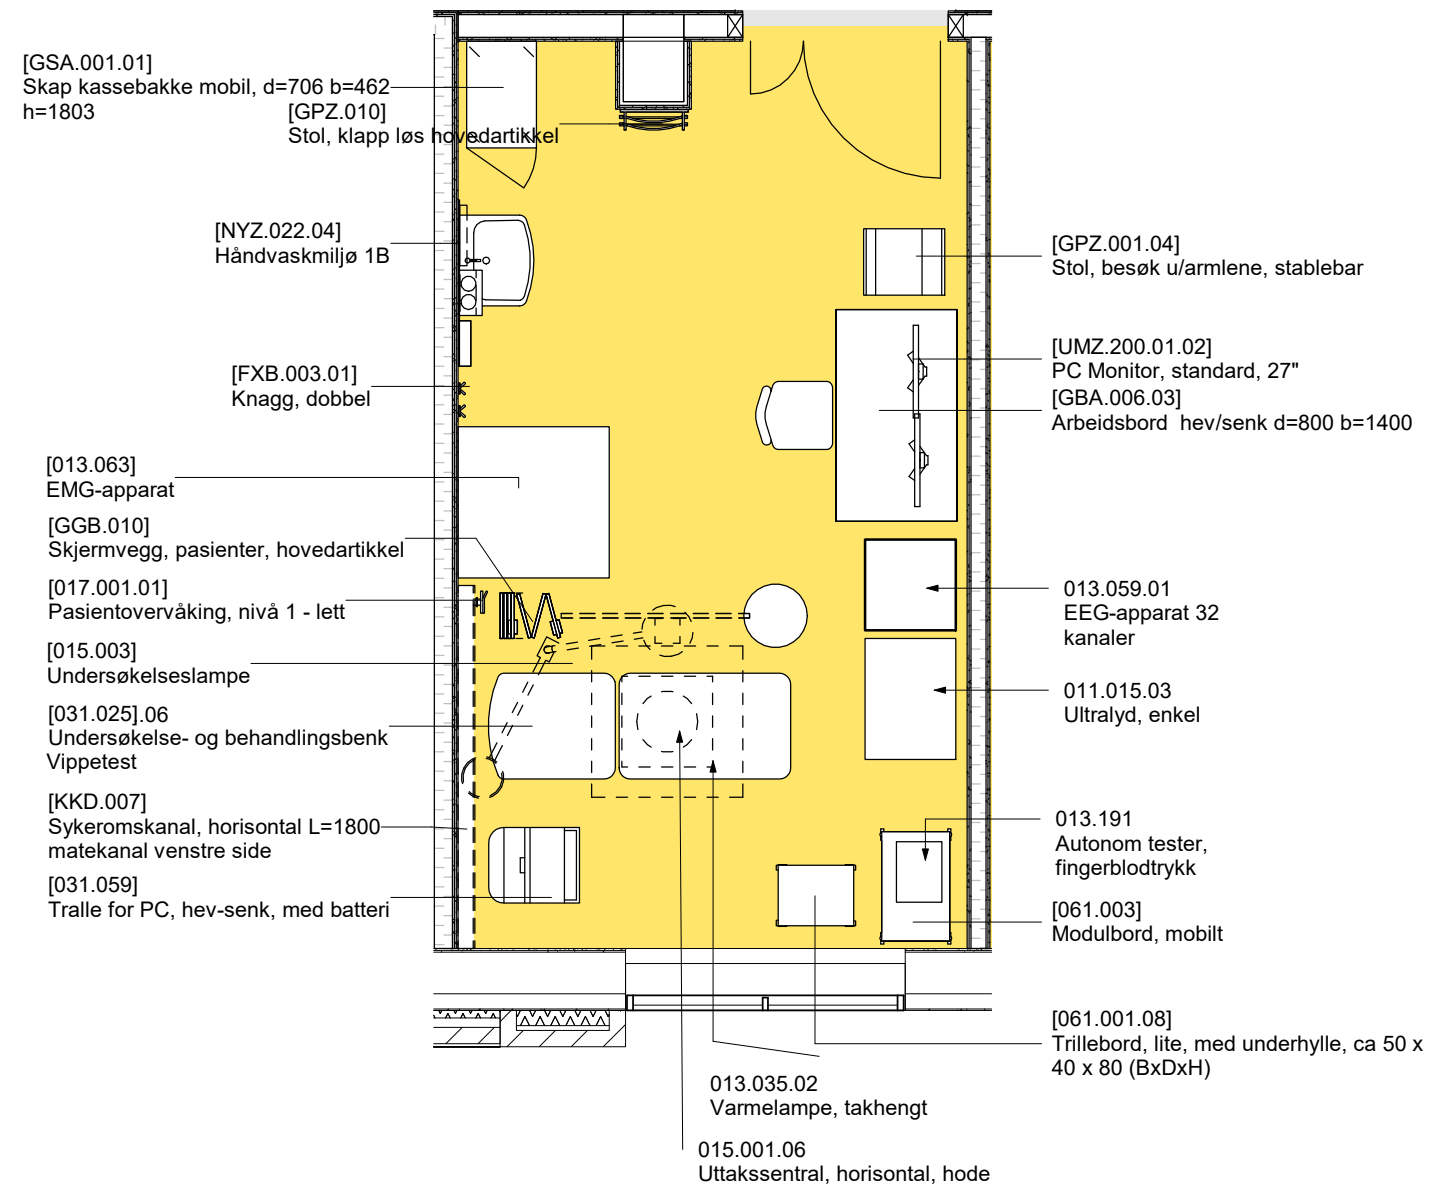 [GSA.001.01]
Skap kassebakke mobil, d=706 b=462
h=1803
[GPZ.010]
Stol, klapp løs hovedartikkel
[NYZ.022.04]
Håndvaskmiljø 1B
[FXB.003.01]
Knagg, dobbel
[013.063]
EMG-apparat
[GGB.010]
Skjermvegg, pasienter, hovedartikkel
[017.001.01]
Pasientovervåking, nivå 1 - lett
[015.003]
Undersøkelseslampe
[031.025].06
Undersøkelse- og behandlingsbenk
Vippetest
[KKD.007]
Sykeromskanal, horisontal L=1800
matekanal venstre side
[031.059]
Tralle for PC, hev-senk, med batteri
[GPZ.001.04]
Stol, besøk u/armlene, stablebar
[UMZ.200.01.02]
PC Monitor, standard, 27"
[GBA.006.03]
Arbeidsbord  hev/senk d=800 b=1400
013.059.01
EEG-apparat 32
kanaler
011.015.03
Ultralyd, enkel
013.191
Autonom tester,
fingerblodtrykk
[061.003]
Modulbord, mobilt
[061.001.08]
Trillebord, lite, med underhylle, ca 50 x
40 x 80 (BxDxH)
013.035.02
Varmelampe, takhengt
015.001.06
Uttakssentral, horisontal, hode